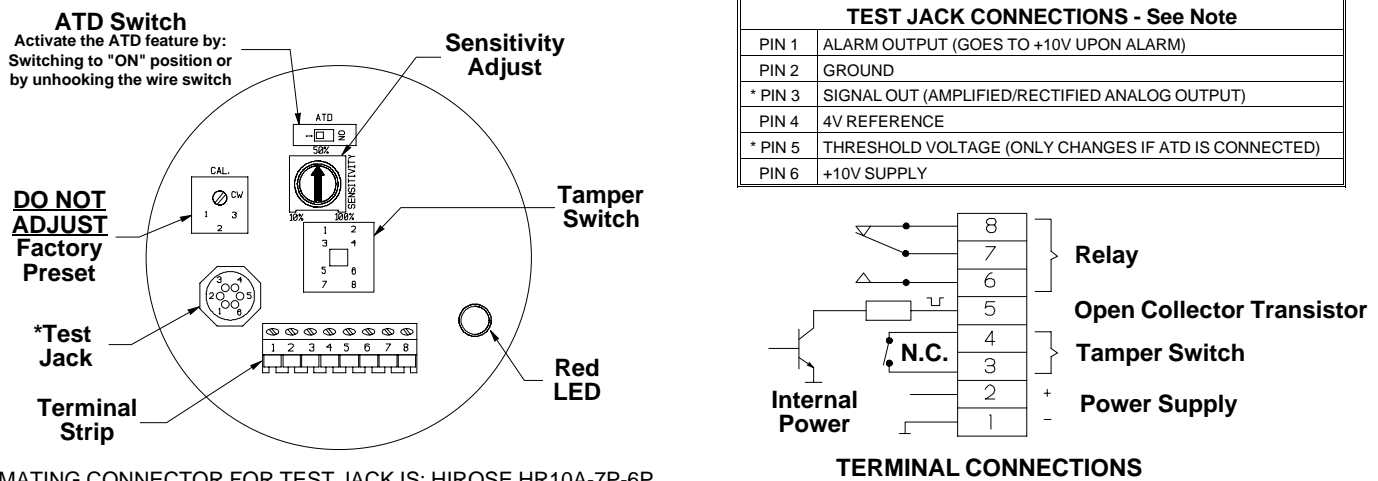 ATD Switch
Activate the ATD feature by:
Switching to "ON" position or
by unhooking the wire switch
Sensitivity
Adjust
ATD
1 ON
50%
SENSITIVITY
10% 100%
CAL.
CW
1 3
2
DO NOT
ADJUST
Factory
Preset
Tamper
Switch
1 2
3 4
5 6
7 8
*Test
Jack
3 4
2 5
1 6
1 2 3 4 5 6 7 8
Terminal
Strip
Red
LED
MATING CONNECTOR FOR TEST JACK IS: HIROSE HR10A-7P-6P
TEST JACK CONNECTIONS - See Note
PIN 1 ALARM OUTPUT (GOES TO +10V UPON ALARM)
PIN 2 GROUND
* PIN 3 SIGNAL OUT (AMPLIFIED/RECTIFIED ANALOG OUTPUT)
PIN 4 4V REFERENCE
* PIN 5 THRESHOLD VOLTAGE (ONLY CHANGES IF ATD IS CONNECTED)
PIN 6 +10V SUPPLY
8
7 Relay
6
5 Open Collector Transistor
4
N.C. Tamper Switch
3
2 +
Power Supply
1 −
Internal
Power
TERMINAL CONNECTIONS